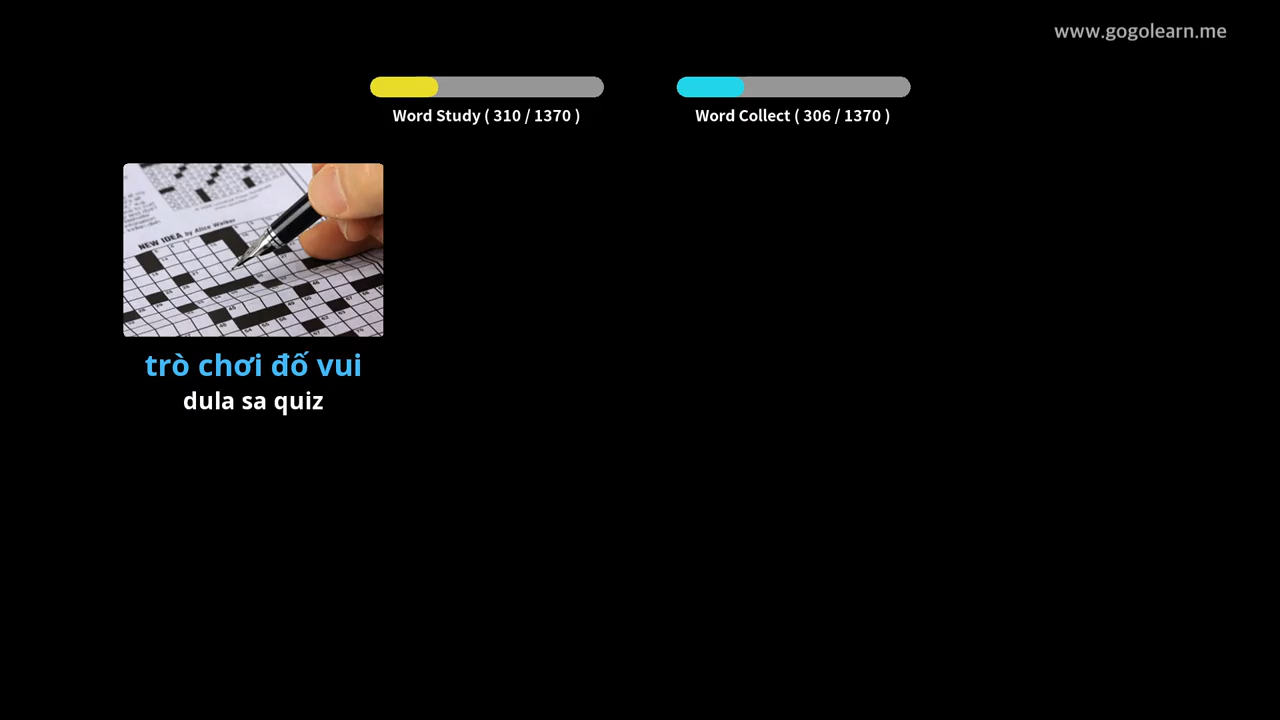 www.gogolearn.me
Word Study ( 310 / 1370 )
Word Collect ( 306 / 1370 )
NEW IDEA by Alice Walker
trò chơi đố vui
dula sa quiz